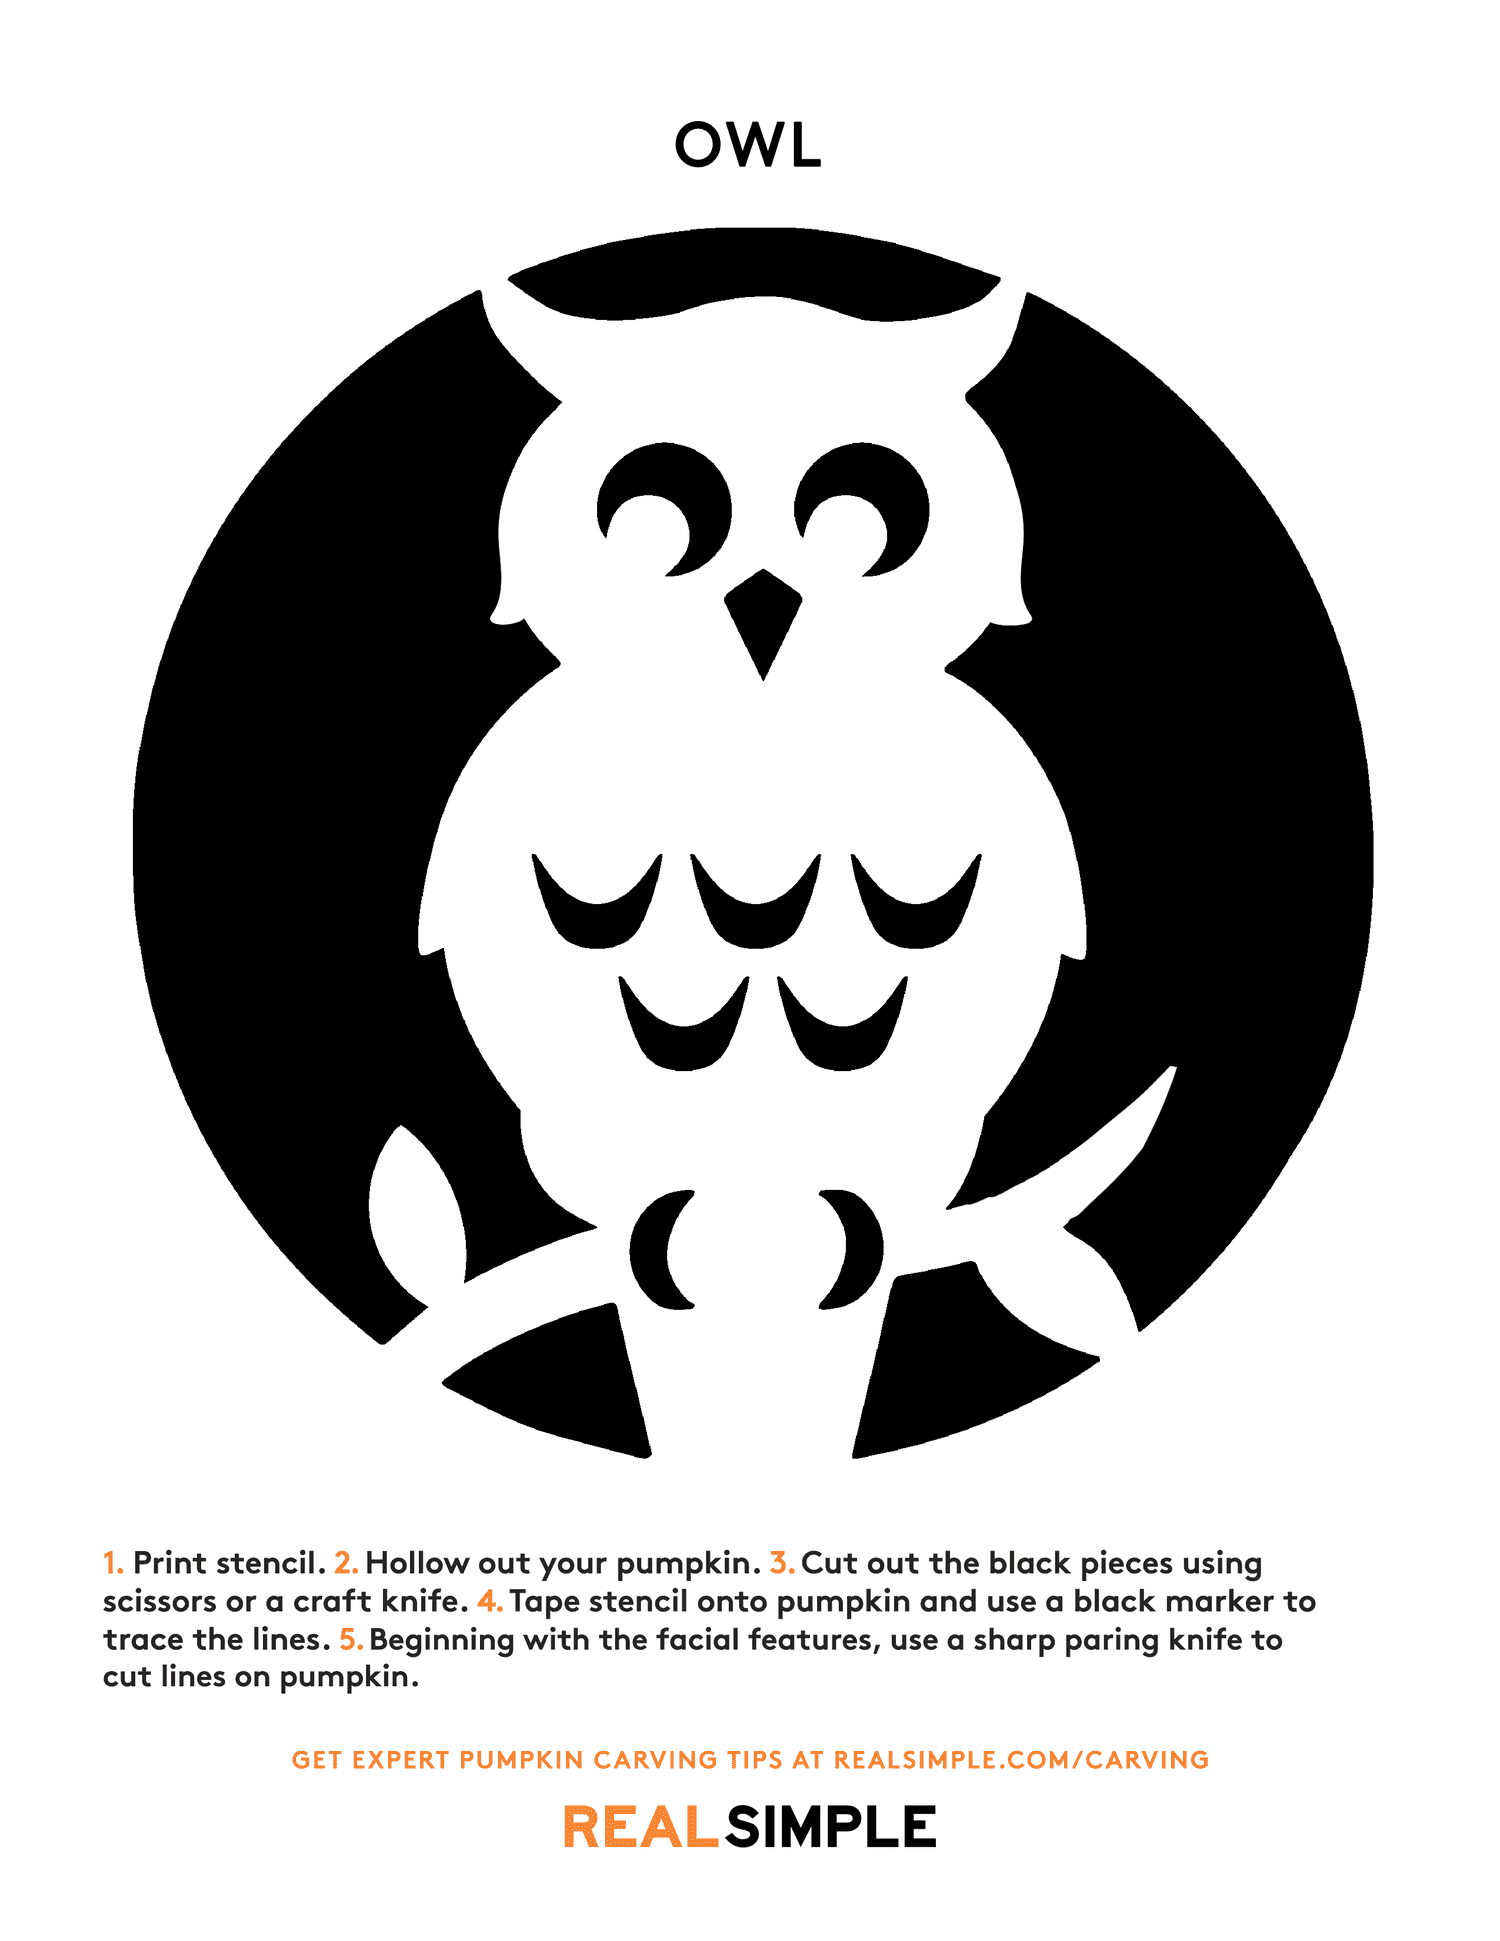 OWL
1. Print stencil. 2. Hollow out your pumpkin. 3. Cut out the black pieces using
scissors or a craft knife. 4. Tape stencil onto pumpkin and use a black marker to
trace the lines. 5. Beginning with the facial features, use a sharp paring knife to
cut lines on pumpkin.
GET EXPERT PUMPKIN CARVING TIPS AT REALSIMPLE.COM/CARVING
REALSIMPLE